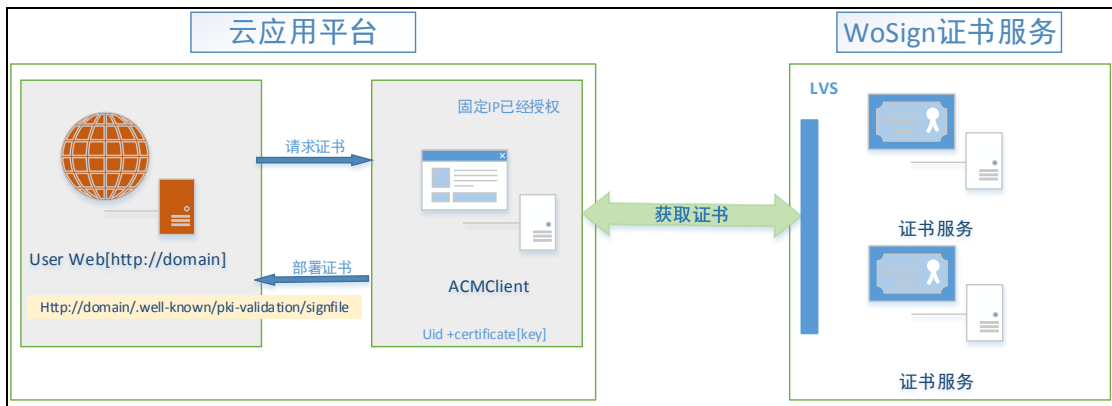 云应用平台
WoSign证书服务
固定IP已经授权
请求证书
User Web[http://domain]
部署证书
Http://domain/.well-known/pki-validation/signfile
ACMClient
Uid +certificate[key]
获取证书
LVS
证书服务
证书服务